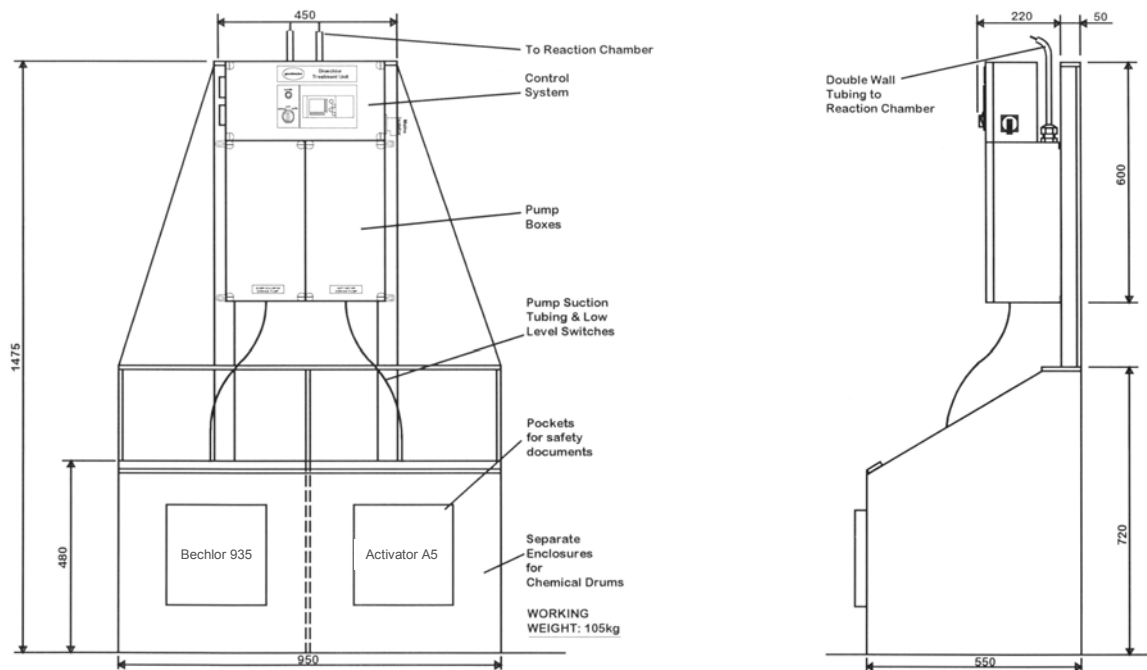 450
To Reaction Chamber
Control
System
Treatment Unit
Pump
Boxes
Pump Suction
Tubing & Low
Level Switches
1475
Pockets
for safety
documents
480
Bechlor 935
Activator A5
Separate
Enclosures
for
Chemical Drums
WORKING
WEIGHT: 105kg
950
220
50
Double Wall
Tubing to
Reaction Chamber
600
720
550